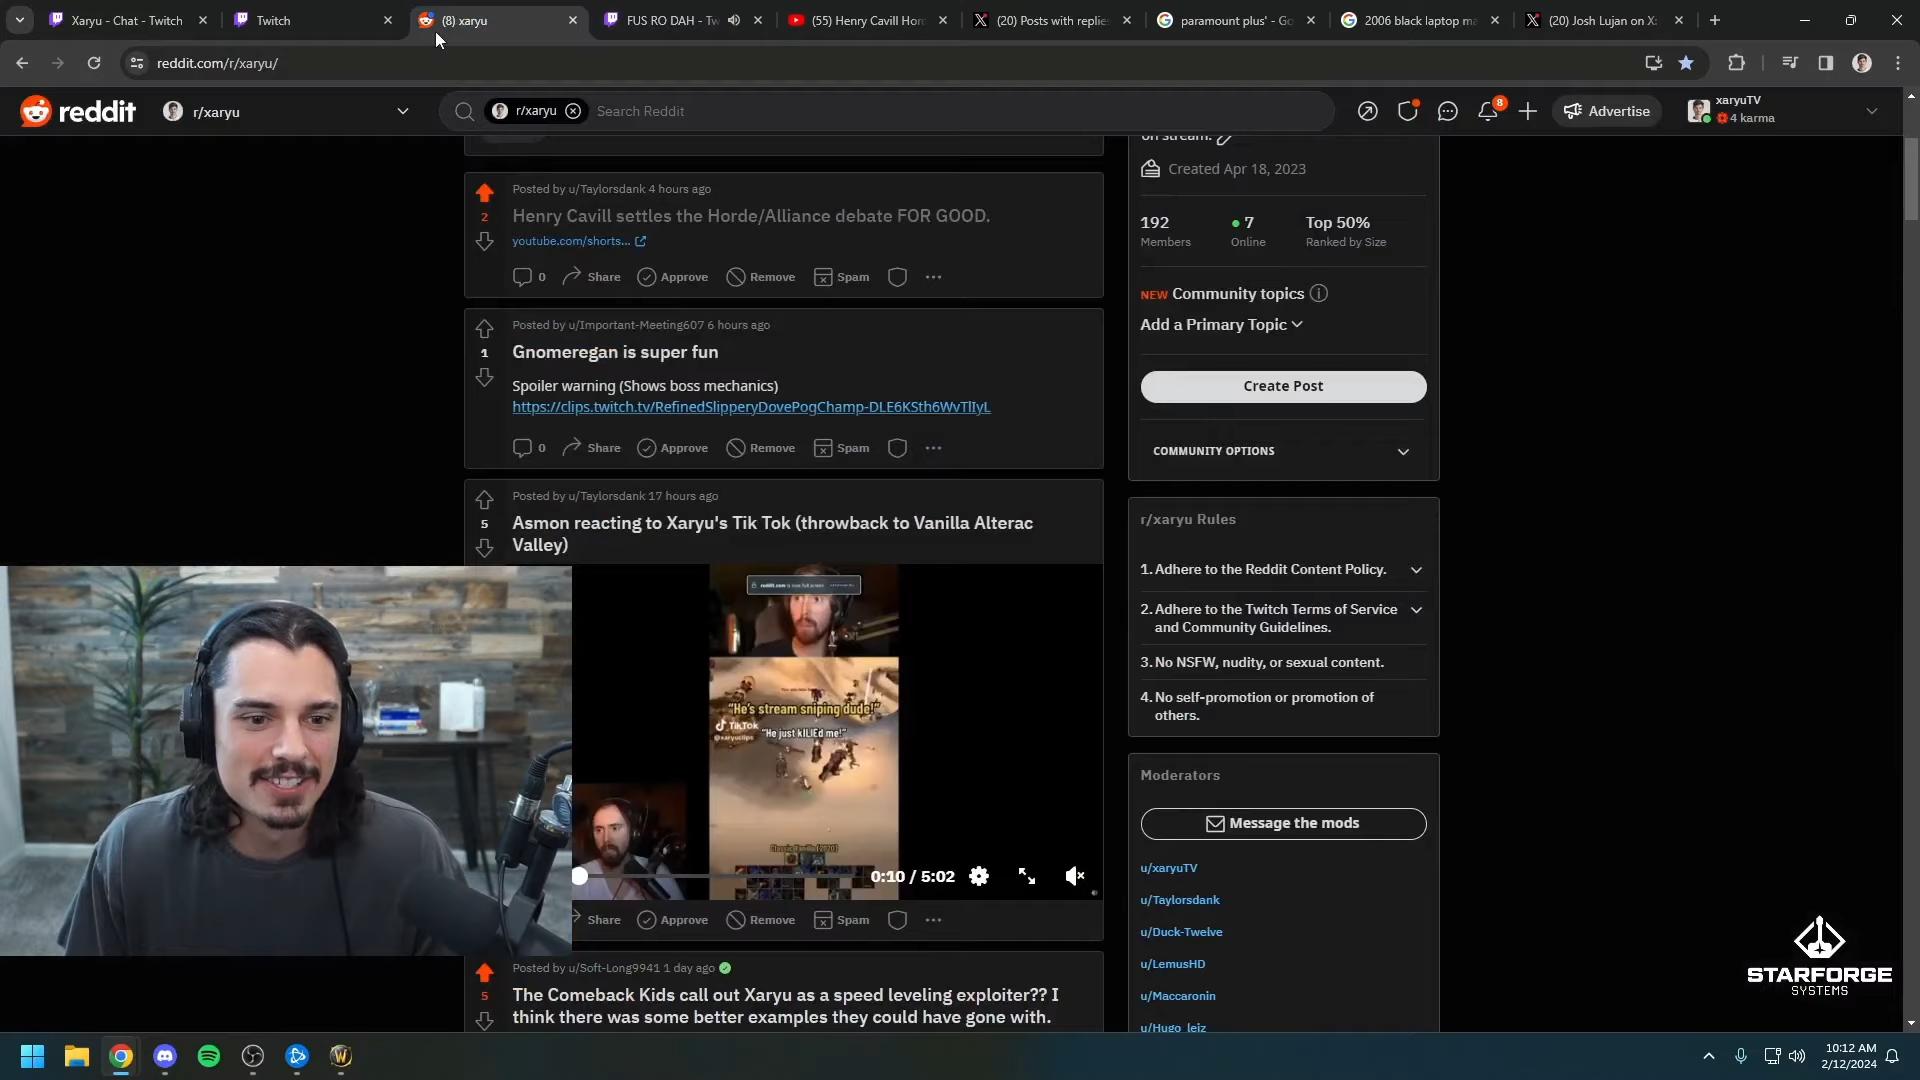 Xaryu - Chat - Twitch
Twitch
(8) xaryu
FUS RO DAH - Tw
(55) Henry Cavill Hor
(20) Posts with replie
paramount plus' - Go
2006 black laptop ma
(20) Josh Lujan on X:
reddit.com/r/xaryu/
reddit
r/xaryu
r/xaryu
Search Reddit
8
Advertise
xaryuTV
4 karma
on stream.
Created Apr 18, 2023
192
7
Top 50%
Members
Online
Ranked by Size
NEW Community topics
Add a Primary Topic
Create Post
COMMUNITY OPTIONS
Posted by u/Taylorsdank 4 hours ago
2
Henry Cavill settles the Horde/Alliance debate FOR GOOD.
youtube.com/shorts...
0 Share Approve Remove Spam
Posted by u/Important-Meeting607 6 hours ago
1
Gnomeregan is super fun
Spoiler warning (Shows boss mechanics)
https://clips.twitch.tv/RefinedSlipperyDovePogChamp-DLE6KSth6WvTlIyL
0 Share Approve Remove Spam
Posted by u/Taylorsdank 17 hours ago
5
Asmon reacting to Xaryu's Tik Tok (throwback to Vanilla Alterac
Valley)
"He's stream sniping dude!"
TikTok
@xaryuclips
"He just kILlEd me!"
Classic Vanilla (2020)
0:10 / 5:02
Share Approve Remove Spam
Posted by u/Soft-Long9941 1 day ago
5
The Comeback Kids call out Xaryu as a speed leveling exploiter?? I
think there was some better examples they could have gone with.
r/xaryu Rules
1. Adhere to the Reddit Content Policy.
2. Adhere to the Twitch Terms of Service
and Community Guidelines.
3. No NSFW, nudity, or sexual content.
4. No self-promotion or promotion of
others.
Moderators
Message the mods
u/xaryuTV
u/Taylorsdank
u/Duck-Twelve
u/LemusHD
u/Maccaronin
u/Hugo_leiz
STARFORGE
SYSTEMS
10:12 AM
2/12/2024